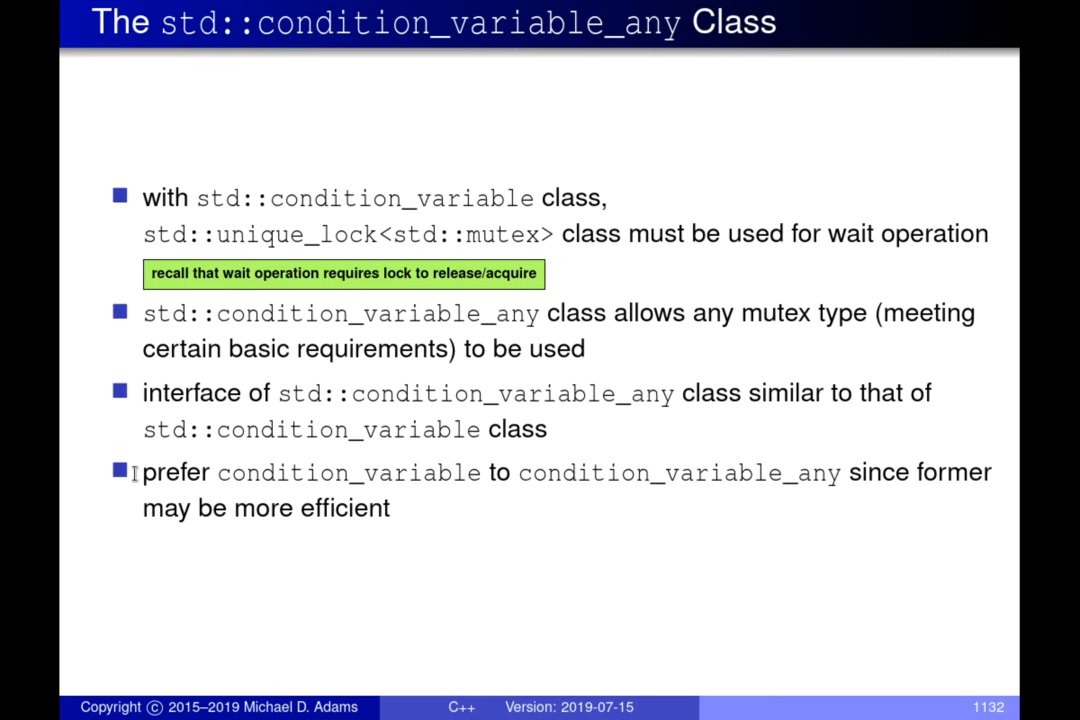 The std::condition_variable_any Class
with std::condition_variable class,
std::unique_lock<std::mutex> class must be used for wait operation
recall that wait operation requires lock to release/acquire
std::condition_variable_any class allows any mutex type (meeting
certain basic requirements) to be used
interface of std::condition_variable_any class similar to that of
std::condition_variable class
prefer condition_variable to condition_variable_any since former
may be more efficient
Copyright © 2015–2019 Michael D. Adams C++ Version: 2019-07-15 1132